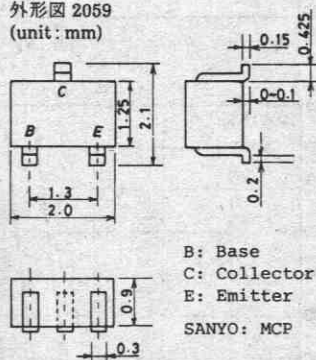 外形図 2059
(unit : mm)
C
B E
1.25
2.1
1.3
2.0
0.15
0.425
0~0.1
0.2
0.9
0.3
B: Base
C: Collector
E: Emitter
SANYO: MCP